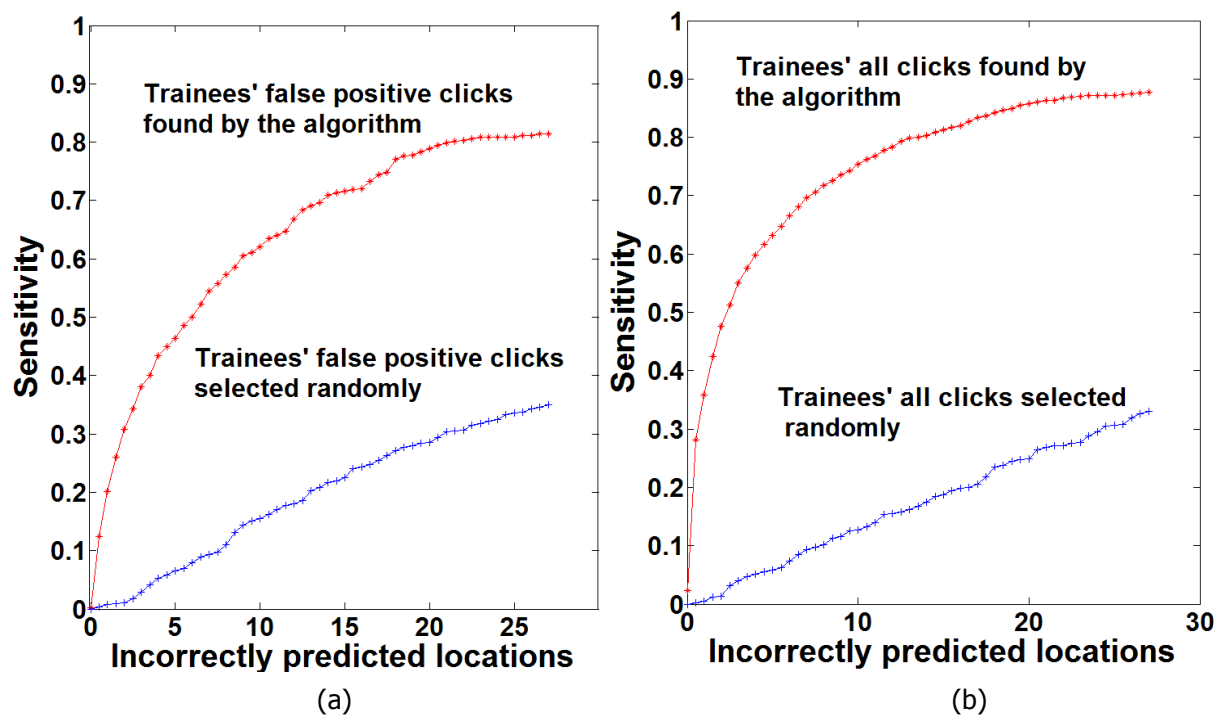 1
0.9
0.8
0.7
0.6
0.5
0.4
0.3
0.2
0.1
0
Sensitivity
Trainees' false positive clicks
found by the algorithm
Trainees' false positive clicks
selected randomly
0 5 10 15 20 25
Incorrectly predicted locations
(a)
1
0.9
0.8
0.7
0.6
0.5
0.4
0.3
0.2
0.1
0
Sensitivity
Trainees' all clicks found by
the algorithm
Trainees' all clicks selected
randomly
0 10 20 30
Incorrectly predicted locations
(b)